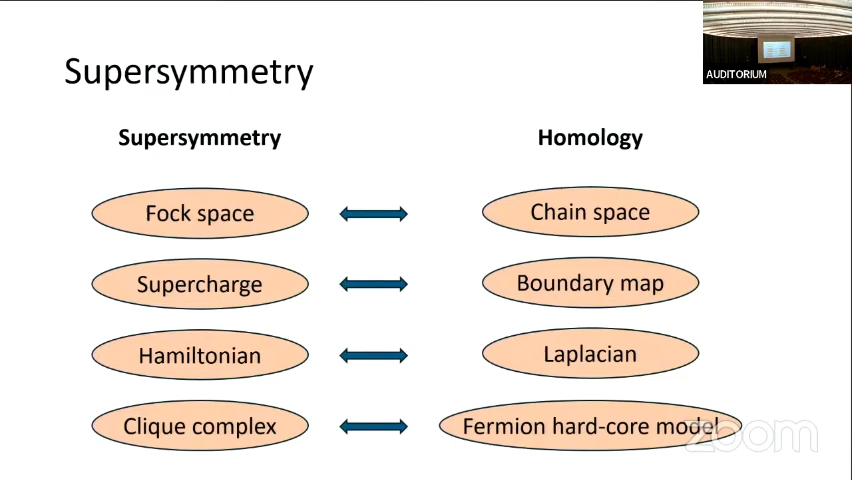 AUDITORIUM
Supersymmetry
Supersymmetry Homology
Fock space Chain space
Supercharge Boundary map
Hamiltonian Laplacian
Clique complex Fermion hard-core model
zoom